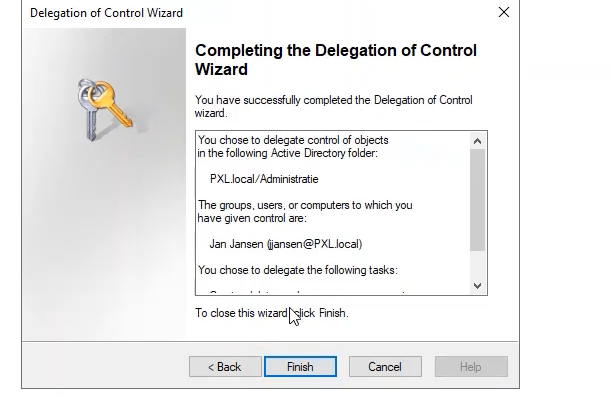 Delegation of Control Wizard
Completing the Delegation of Control
Wizard
You have successfully completed the Delegation of Control
wizard.
You chose to delegate control of objects
in the following Active Directory folder:
PXL.local/Administratie
The groups, users, or computers to which you
have given control are:
Jan Jansen (jjansen@PXL.local)
You chose to delegate the following tasks:
To close this wizard, click Finish.
< Back
Finish
Cancel
Help